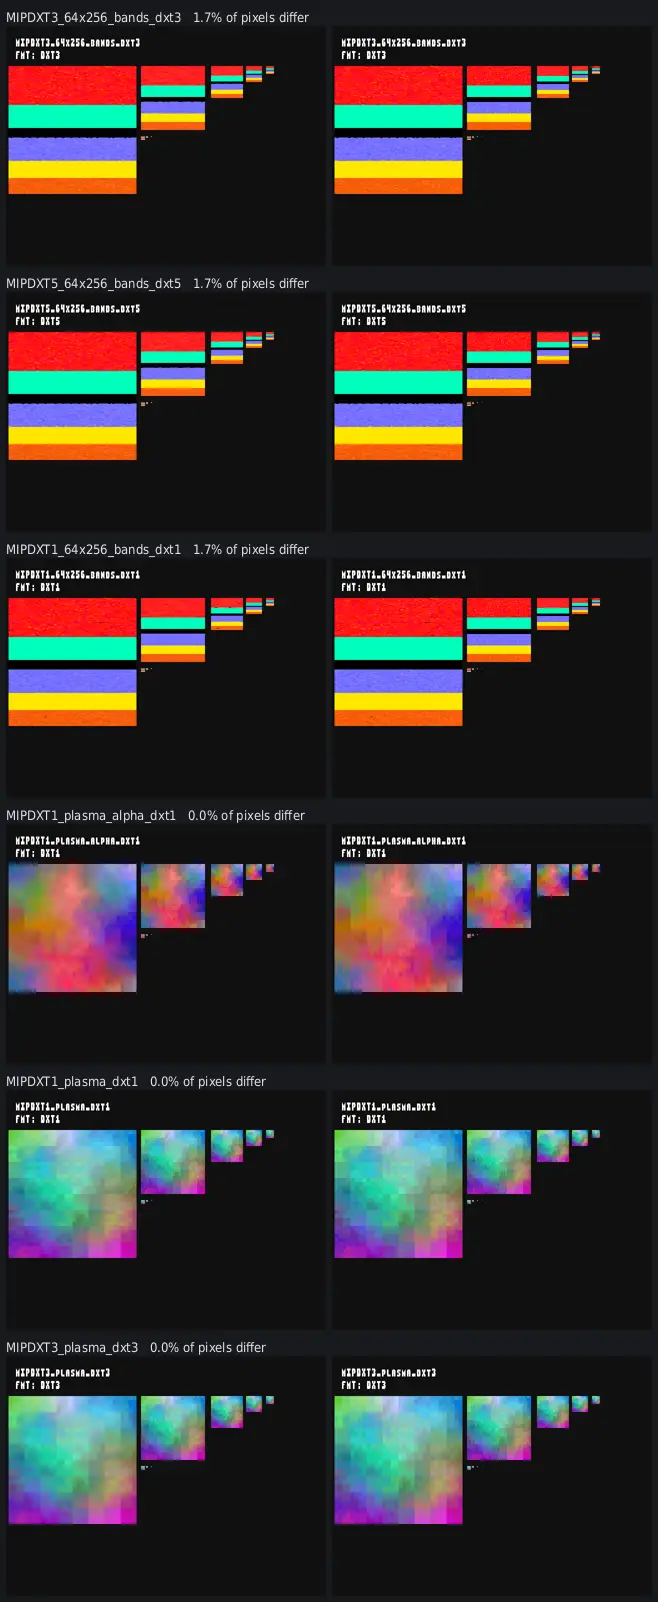 MIPDXT3_64x256_bands_dxt3 1.7% of pixels differ
MIPDXT3_64X256_BANDS_DXT3 MIPDXT3_64X256_BANDS_DXT3
FMT: DXT3 FMT: DXT3
MIPDXT5_64x256_bands_dxt5 1.7% of pixels differ
MIPDXT5_64X256_BANDS_DXT5 MIPDXT5_64X256_BANDS_DXT5
FMT: DXT5 FMT: DXT5
MIPDXT1_64x256_bands_dxt1 1.7% of pixels differ
MIPDXT1_64X256_BANDS_DXT1 MIPDXT1_64X256_BANDS_DXT1
FMT: DXT1 FMT: DXT1
MIPDXT1_plasma_alpha_dxt1 0.0% of pixels differ
MIPDXT1_PLASMA_ALPHA_DXT1 MIPDXT1_PLASMA_ALPHA_DXT1
FMT: DXT1 FMT: DXT1
MIPDXT1_plasma_dxt1 0.0% of pixels differ
MIPDXT1_PLASMA_DXT1 MIPDXT1_PLASMA_DXT1
FMT: DXT1 FMT: DXT1
MIPDXT3_plasma_dxt3 0.0% of pixels differ
MIPDXT3_PLASMA_DXT3 MIPDXT3_PLASMA_DXT3
FMT: DXT3 FMT: DXT3